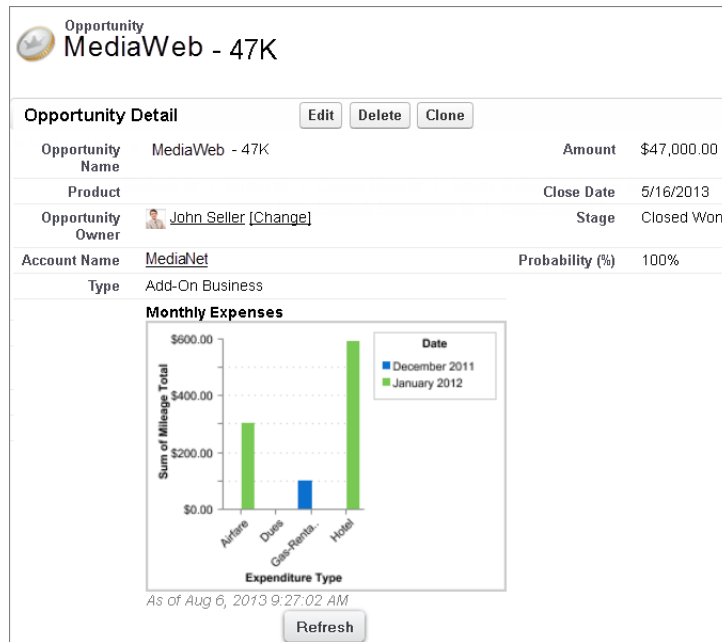 Opportunity
MediaWeb - 47K
Opportunity Detail
Edit
Delete
Clone
Opportunity Name
MediaWeb - 47K
Amount
$47,000.00
Product
Close Date
5/16/2013
Opportunity Owner
John Seller [Change]
Stage
Closed Won
Account Name
MediaNet
Probability (%)
100%
Type
Add-On Business
Monthly Expenses
$600.00
$400.00
$200.00
$0.00
Sum of Mileage Total
Date
December 2011
January 2012
Airfare
Dues
Gas-Renta..
Hotel
Expenditure Type
As of Aug 6, 2013 9:27:02 AM
Refresh